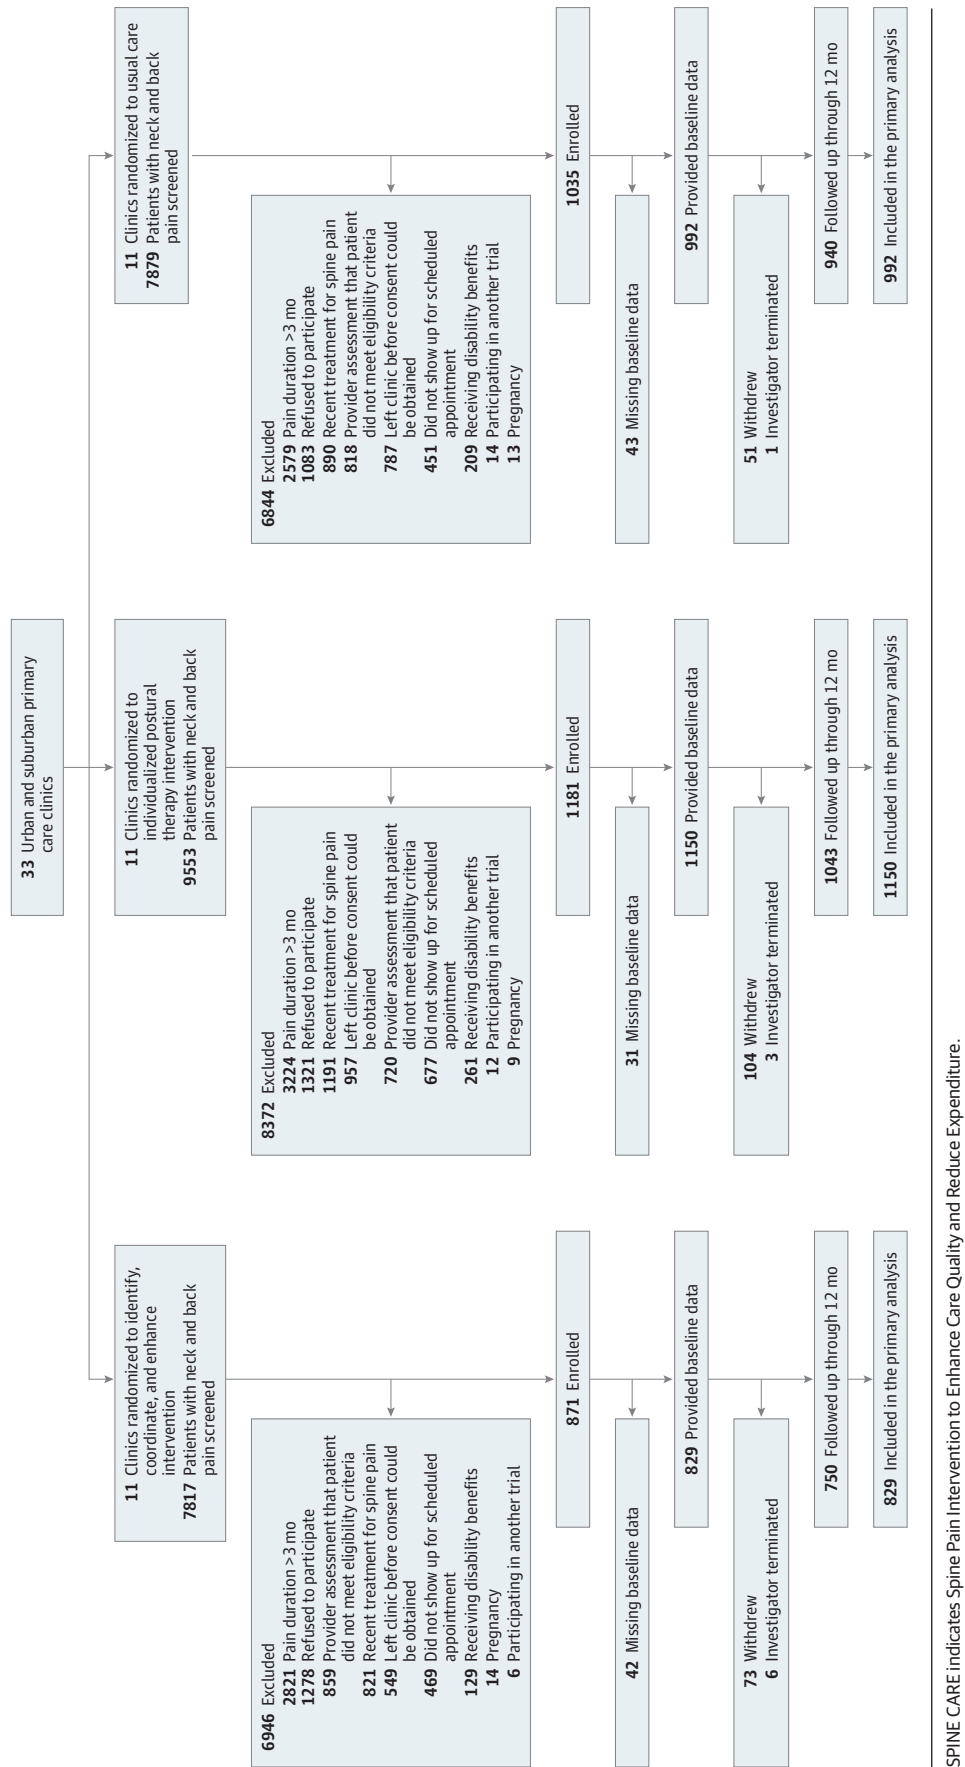 33 Urban and suburban primary
care clinics
11 Clinics randomized to identify,
coordinate, and enhance
intervention
7817 Patients with neck and back
pain screened
11 Clinics randomized to
individualized postural
therapy intervention
9553 Patients with neck and back
pain screened
11 Clinics randomized to usual care
7879 Patients with neck and back
pain screened
6946 Excluded
2821 Pain duration >3 mo
1278 Refused to participate
859 Provider assessment that patient
did not meet eligibility criteria
821 Recent treatment for spine pain
549 Left clinic before consent could
be obtained
469 Did not show up for scheduled
appointment
129 Receiving disability benefits
14 Pregnancy
6 Participating in another trial
8372 Excluded
3224 Pain duration >3 mo
1321 Refused to participate
1191 Recent treatment for spine pain
957 Left clinic before consent could
be obtained
720 Provider assessment that patient
did not meet eligibility criteria
677 Did not show up for scheduled
appointment
261 Receiving disability benefits
12 Participating in another trial
9 Pregnancy
6844 Excluded
2579 Pain duration >3 mo
1083 Refused to participate
890 Recent treatment for spine pain
818 Provider assessment that patient
did not meet eligibility criteria
787 Left clinic before consent could
be obtained
451 Did not show up for scheduled
appointment
209 Receiving disability benefits
14 Participating in another trial
13 Pregnancy
871 Enrolled
1181 Enrolled
1035 Enrolled
42 Missing baseline data
31 Missing baseline data
43 Missing baseline data
829 Provided baseline data
1150 Provided baseline data
992 Provided baseline data
73 Withdrew
6 Investigator terminated
104 Withdrew
3 Investigator terminated
51 Withdrew
1 Investigator terminated
750 Followed up through 12 mo
1043 Followed up through 12 mo
940 Followed up through 12 mo
829 Included in the primary analysis
1150 Included in the primary analysis
992 Included in the primary analysis
SPINE CARE indicates Spine Pain Intervention to Enhance Care Quality and Reduce Expenditure.